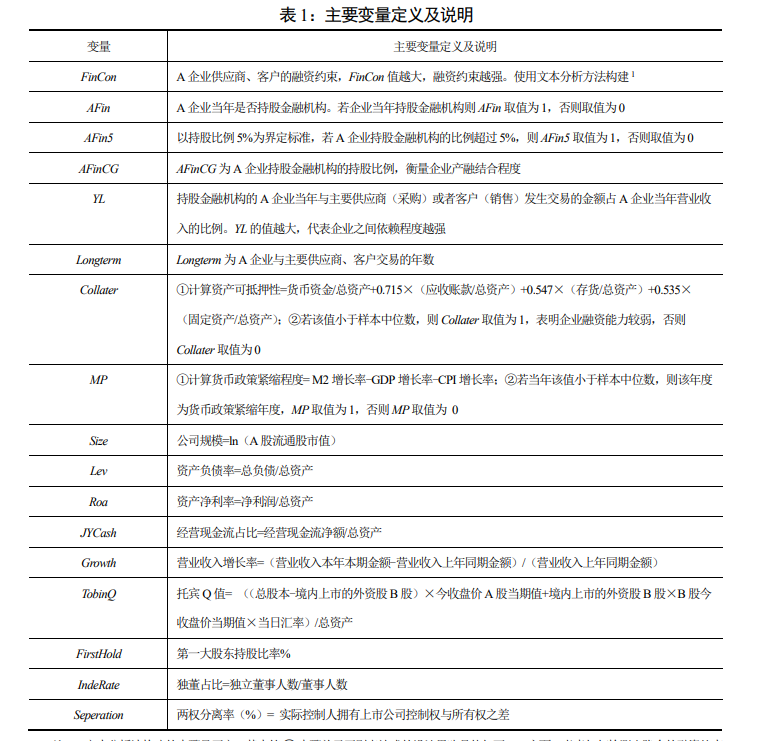 表 1：主要变量定义及说明
变量 主要变量定义及说明
FinCon A 企业供应商、客户的融资约束，FinCon 值越大，融资约束越强。使用文本分析方法构建 1
AFin A 企业当年是否持股金融机构。若企业当年持股金融机构则 AFin 取值为 1，否则取值为 0
AFin5 以持股比例 5%为界定标准，若 A 企业持股金融机构的比例超过 5%，则 AFin5 取值为 1，否则取值为 0
AFinCG AFinCG 为 A 企业持股金融机构的持股比例，衡量企业产融结合程度
YL 持股金融机构的 A 企业当年与主要供应商（采购）或者客户（销售）发生交易的金额占 A 企业当年营业收
入的比例。YL 的值越大，代表企业之间依赖程度越强
Longterm Longterm 为 A 企业与主要供应商、客户交易的年数
Collater ①计算资产可抵押性=货币资金/总资产+0.715×（应收账款/总资产）+0.547×（存货/总资产）+0.535×
（固定资产/总资产）；②若该值小于样本中位数，则 Collater 取值为 1，表明企业融资能力较弱，否则
Collater 取值为 0
MP ①计算货币政策紧缩程度= M2 增长率−GDP 增长率−CPI 增长率；②若当年该值小于样本中位数，则该年度
为货币政策紧缩年度，MP 取值为 1，否则 MP 取值为 0
Size 公司规模=ln（A 股流通股市值）
Lev 资产负债率=总负债/总资产
Roa 资产净利率=净利润/总资产
JYCash 经营现金流占比=经营现金流净额/总资产
Growth 营业收入增长率=（营业收入本年本期金额−营业收入上年同期金额）/（营业收入上年同期金额）
TobinQ 托宾 Q 值= （(总股本−境内上市的外资股 B 股）×今收盘价 A 股当期值+境内上市的外资股 B 股×B 股今
收盘价当期值×当日汇率）/总资产
FirstHold 第一大股东持股比率%
IndeRate 独董占比=独立董事人数/董事人数
Seperation 两权分离率（%）= 实际控制人拥有上市公司控制权与所有权之差